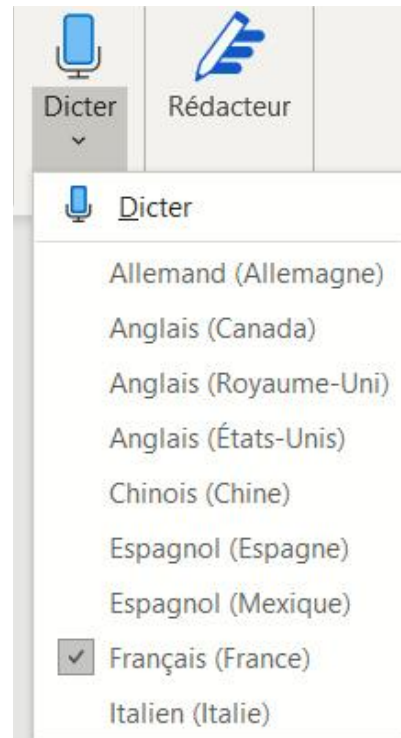 Dicter Rédacteur
Dicter
Allemand (Allemagne)
Anglais (Canada)
Anglais (Royaume-Uni)
Anglais (États-Unis)
Chinois (Chine)
Espagnol (Espagne)
Espagnol (Mexique)
Français (France)
Italien (Italie)